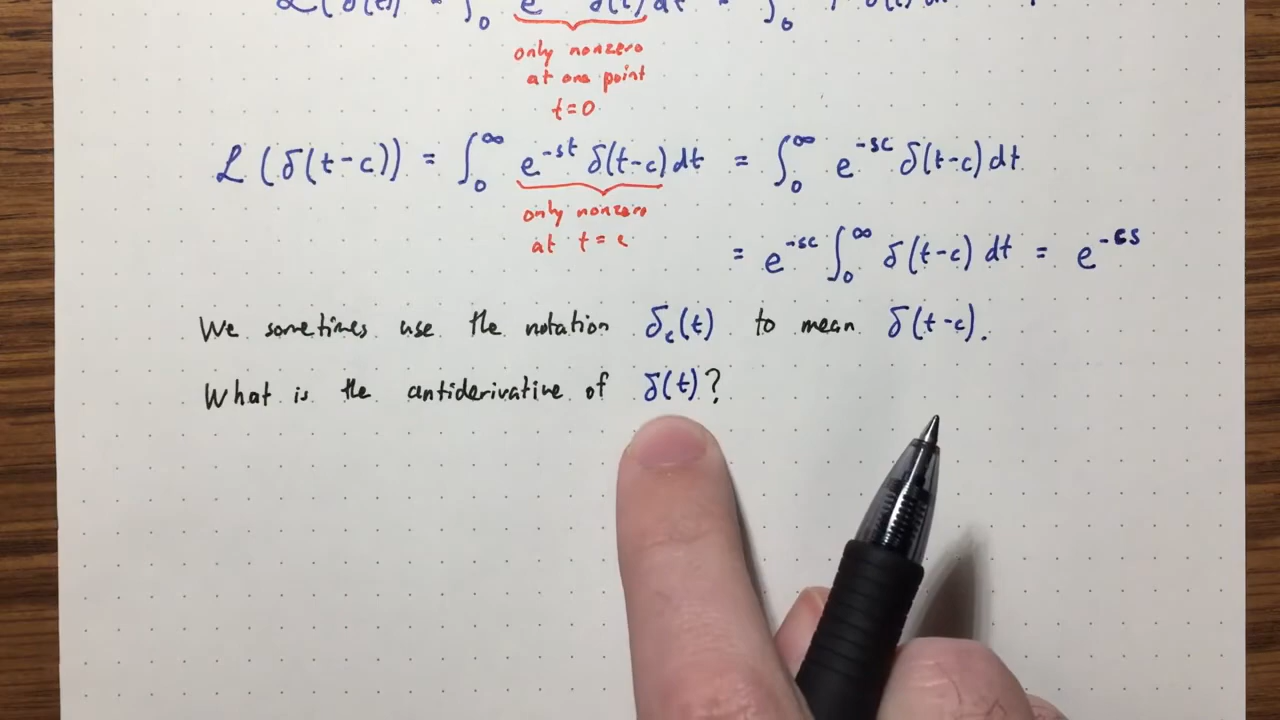 only nonzero
at one point
t=0
ℒ(δ(t-c)) = ∫₀^∞ e^{-st} δ(t-c) dt = ∫₀^∞ e^{-sc} δ(t-c) dt
only nonzero
at t=c
= e^{-sc} ∫₀^∞ δ(t-c) dt = e^{-cs}
We sometimes use the notation δ_c(t) to mean δ(t-c).
What is the antiderivative of δ(t)?